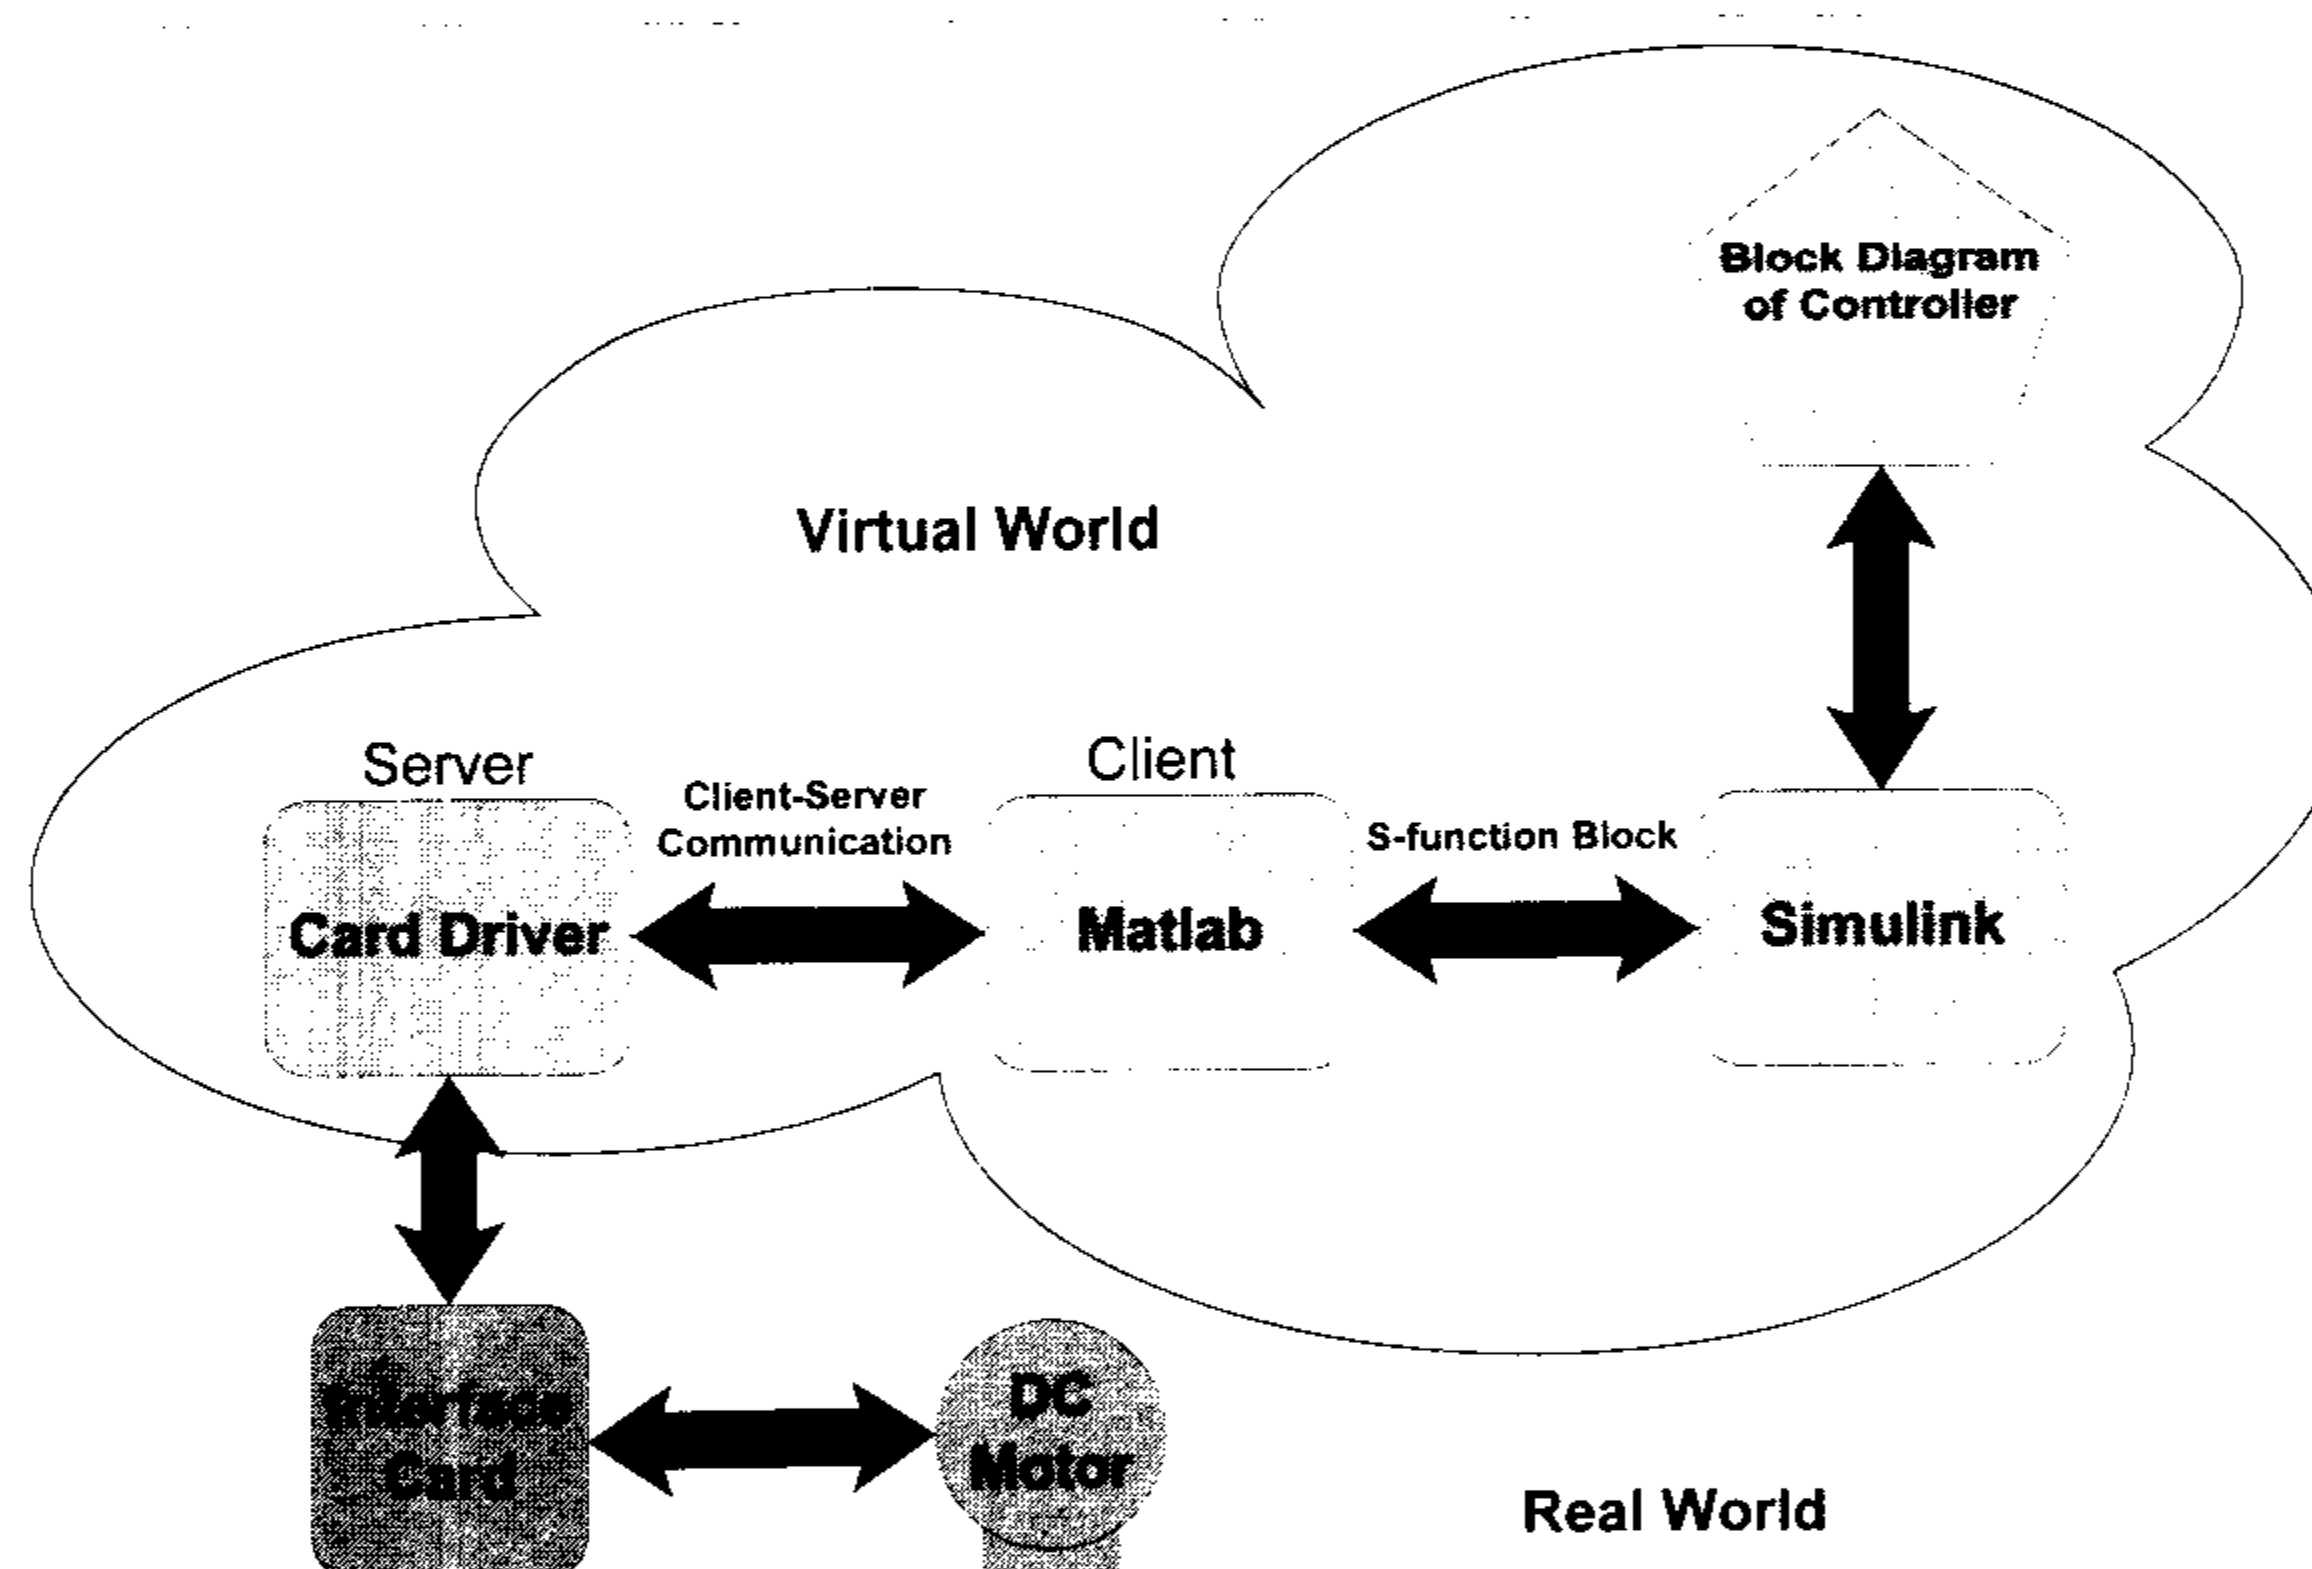 Block Diagram
of Controller
Virtual World
Server
Client
Client-Server
Communication
S-function Block
Card Driver
Matlab
Simulink
Interface
Card
DC
Motor
Real World